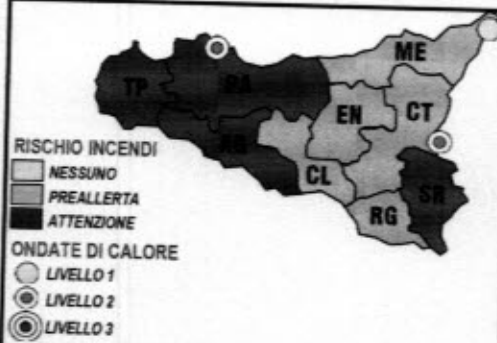 ME
TP
PA
EN
CT
AG
CL
SR
RG
RISCHIO INCENDI
NESSUNO
PREALLERTA
ATTENZIONE
ONDATE DI CALORE
LIVELLO 1
LIVELLO 2
LIVELLO 3